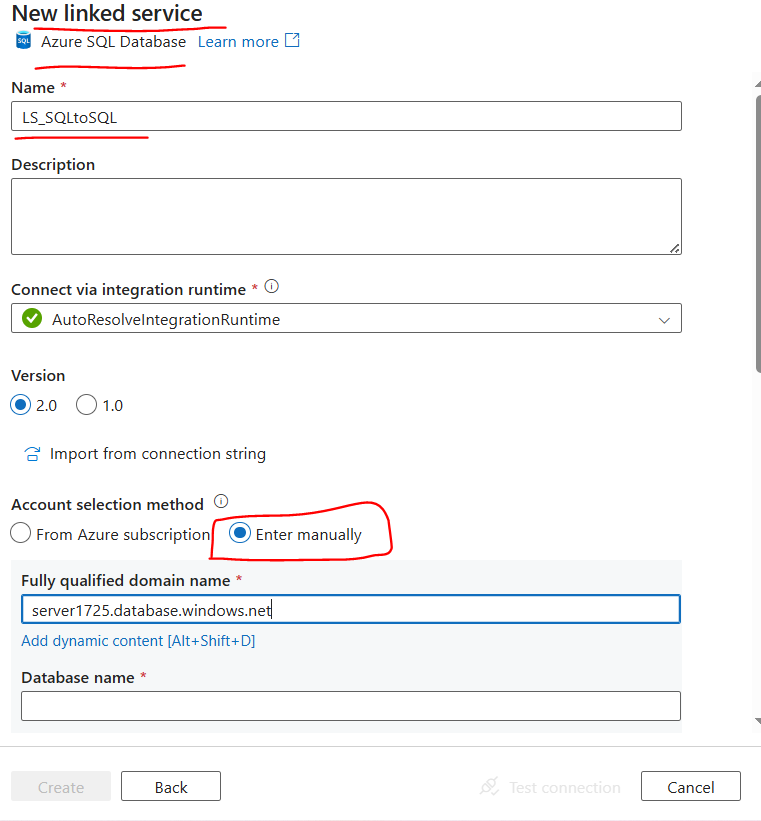 New linked service
SQL Azure SQL Database Learn more
Name *
LS_SQLtoSQL
Description
Connect via integration runtime * i
AutoResolveIntegrationRuntime
Version
2.0 1.0
Import from connection string
Account selection method i
From Azure subscription Enter manually
Fully qualified domain name *
server1725.database.windows.net
Add dynamic content [Alt+Shift+D]
Database name *
Create Back Test connection Cancel